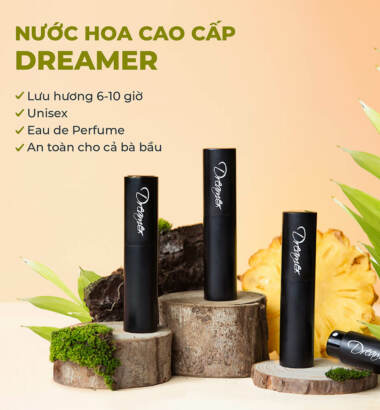 NƯỚC HOA CAO CẤP
DREAMER
Lưu hương 6-10 giờ
Unisex
Eau de Perfume
An toàn cho cả bà bầu
Dreamer
Dreamer
Dreamer